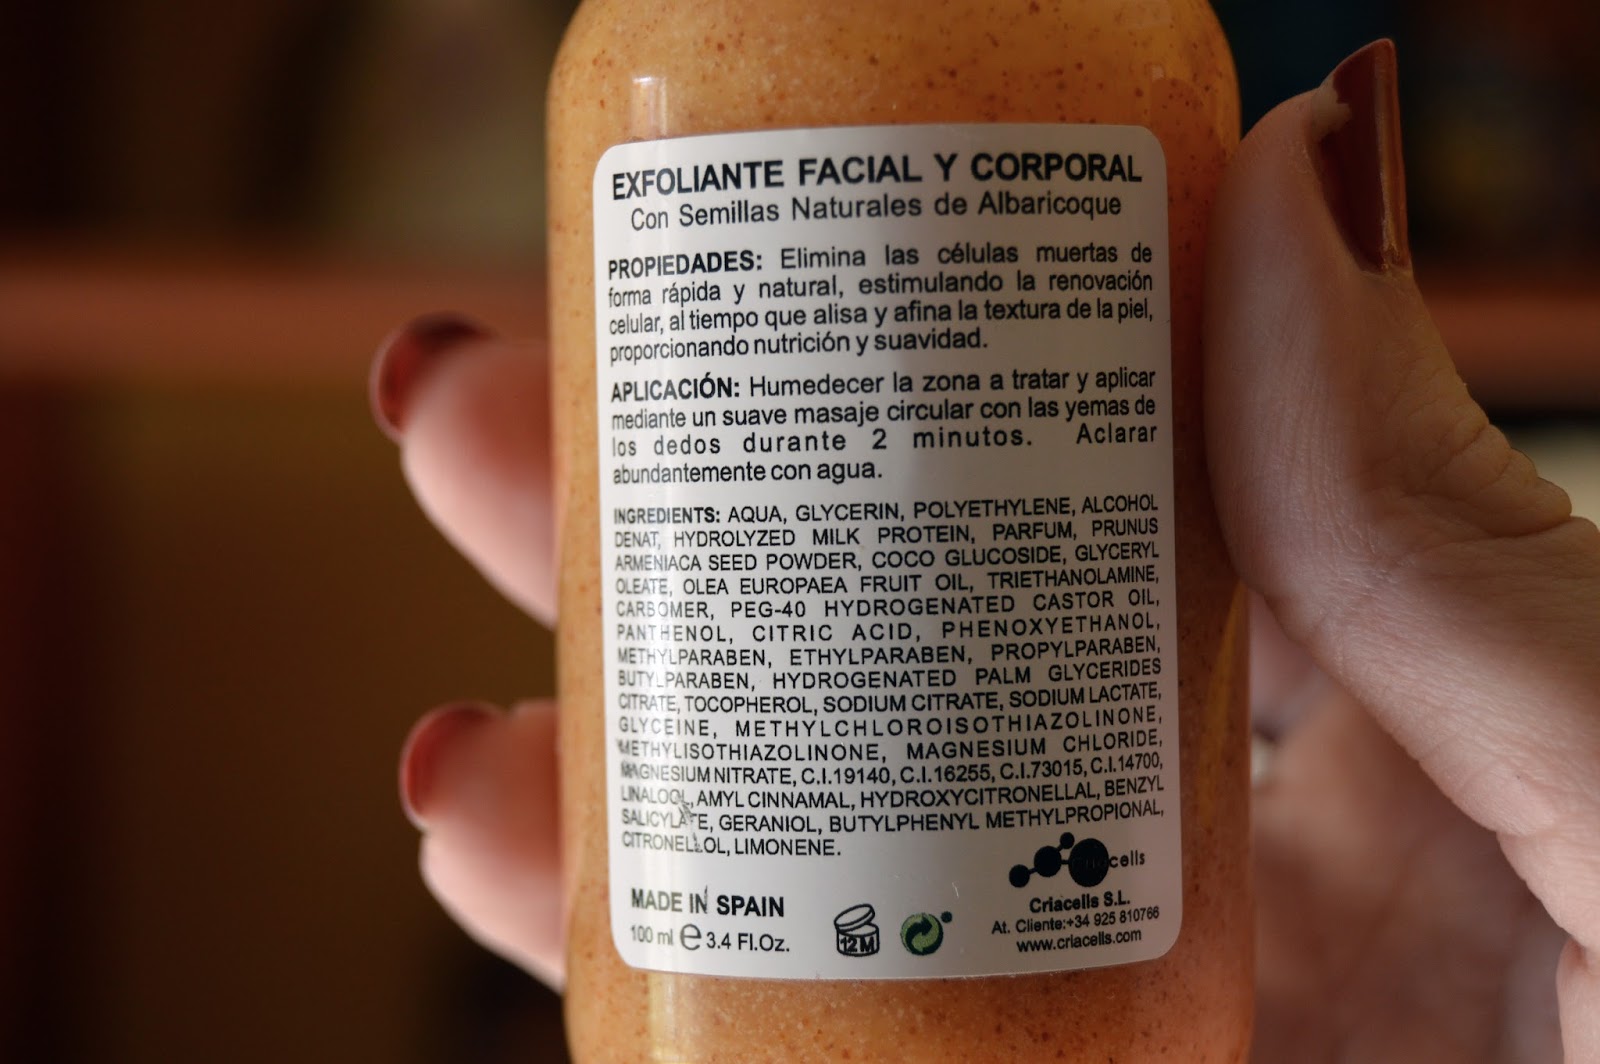 EXFOLIANTE FACIAL Y CORPORAL
Con Semillas Naturales de Albaricoque
PROPIEDADES: Elimina las células muertas de
forma rápida y natural, estimulando la renovación
celular, al tiempo que alisa y afina la textura de la piel,
proporcionando nutrición y suavidad.
APLICACIÓN: Humedecer la zona a tratar y aplicar
mediante un suave masaje circular con las yemas de
los dedos durante 2 minutos. Aclarar
abundantemente con agua.
INGREDIENTS: AQUA, GLYCERIN, POLYETHYLENE, ALCOHOL
DENAT, HYDROLYZED MILK PROTEIN, PARFUM, PRUNUS
ARMENIACA SEED POWDER, COCO GLUCOSIDE, GLYCERYL
OLEATE, OLEA EUROPAEA FRUIT OIL, TRIETHANOLAMINE,
CARBOMER, PEG-40 HYDROGENATED CASTOR OIL,
PANTHENOL, CITRIC ACID, PHENOXYETHANOL,
METHYLPARABEN, ETHYLPARABEN, PROPYLPARABEN,
BUTYLPARABEN, HYDROGENATED PALM GLYCERIDES
CITRATE, TOCOPHEROL, SODIUM CITRATE, SODIUM LACTATE,
GLYCEINE, METHYLCHLOROISOTHIAZOLINONE,
METHYLISOTHIAZOLINONE, MAGNESIUM CHLORIDE,
MAGNESIUM NITRATE, C.I.19140, C.I.16255, C.I.73015, C.I.14700,
LINALOOL, AMYL CINNAMAL, HYDROXYCITRONELLAL, BENZYL
SALICYLATE, GERANIOL, BUTYLPHENYL METHYLPROPIONAL,
CITRONELLOL, LIMONENE.
criacells
MADE IN SPAIN
100 ml e 3.4 Fl.Oz.
12M
Criacells S.L.
At. Cliente:+34 925 810766
www.criacells.com